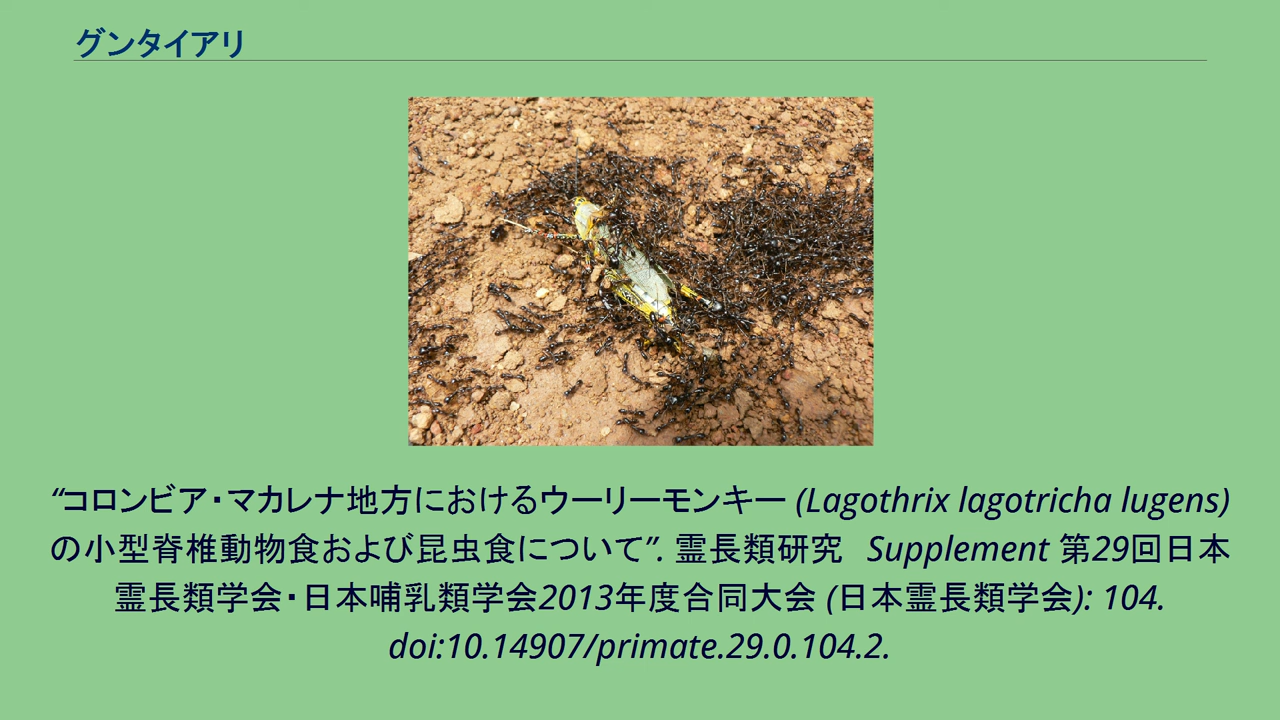 グンタイアリ
“コロンビア・マカレナ地方におけるウーリーモンキー (Lagothrix lagotricha lugens)
の小型脊椎動物食および昆虫食について”. 霊長類研究 Supplement 第29回日本
霊長類学会・日本哺乳類学会2013年度合同大会 (日本霊長類学会): 104.
doi:10.14907/primate.29.0.104.2.